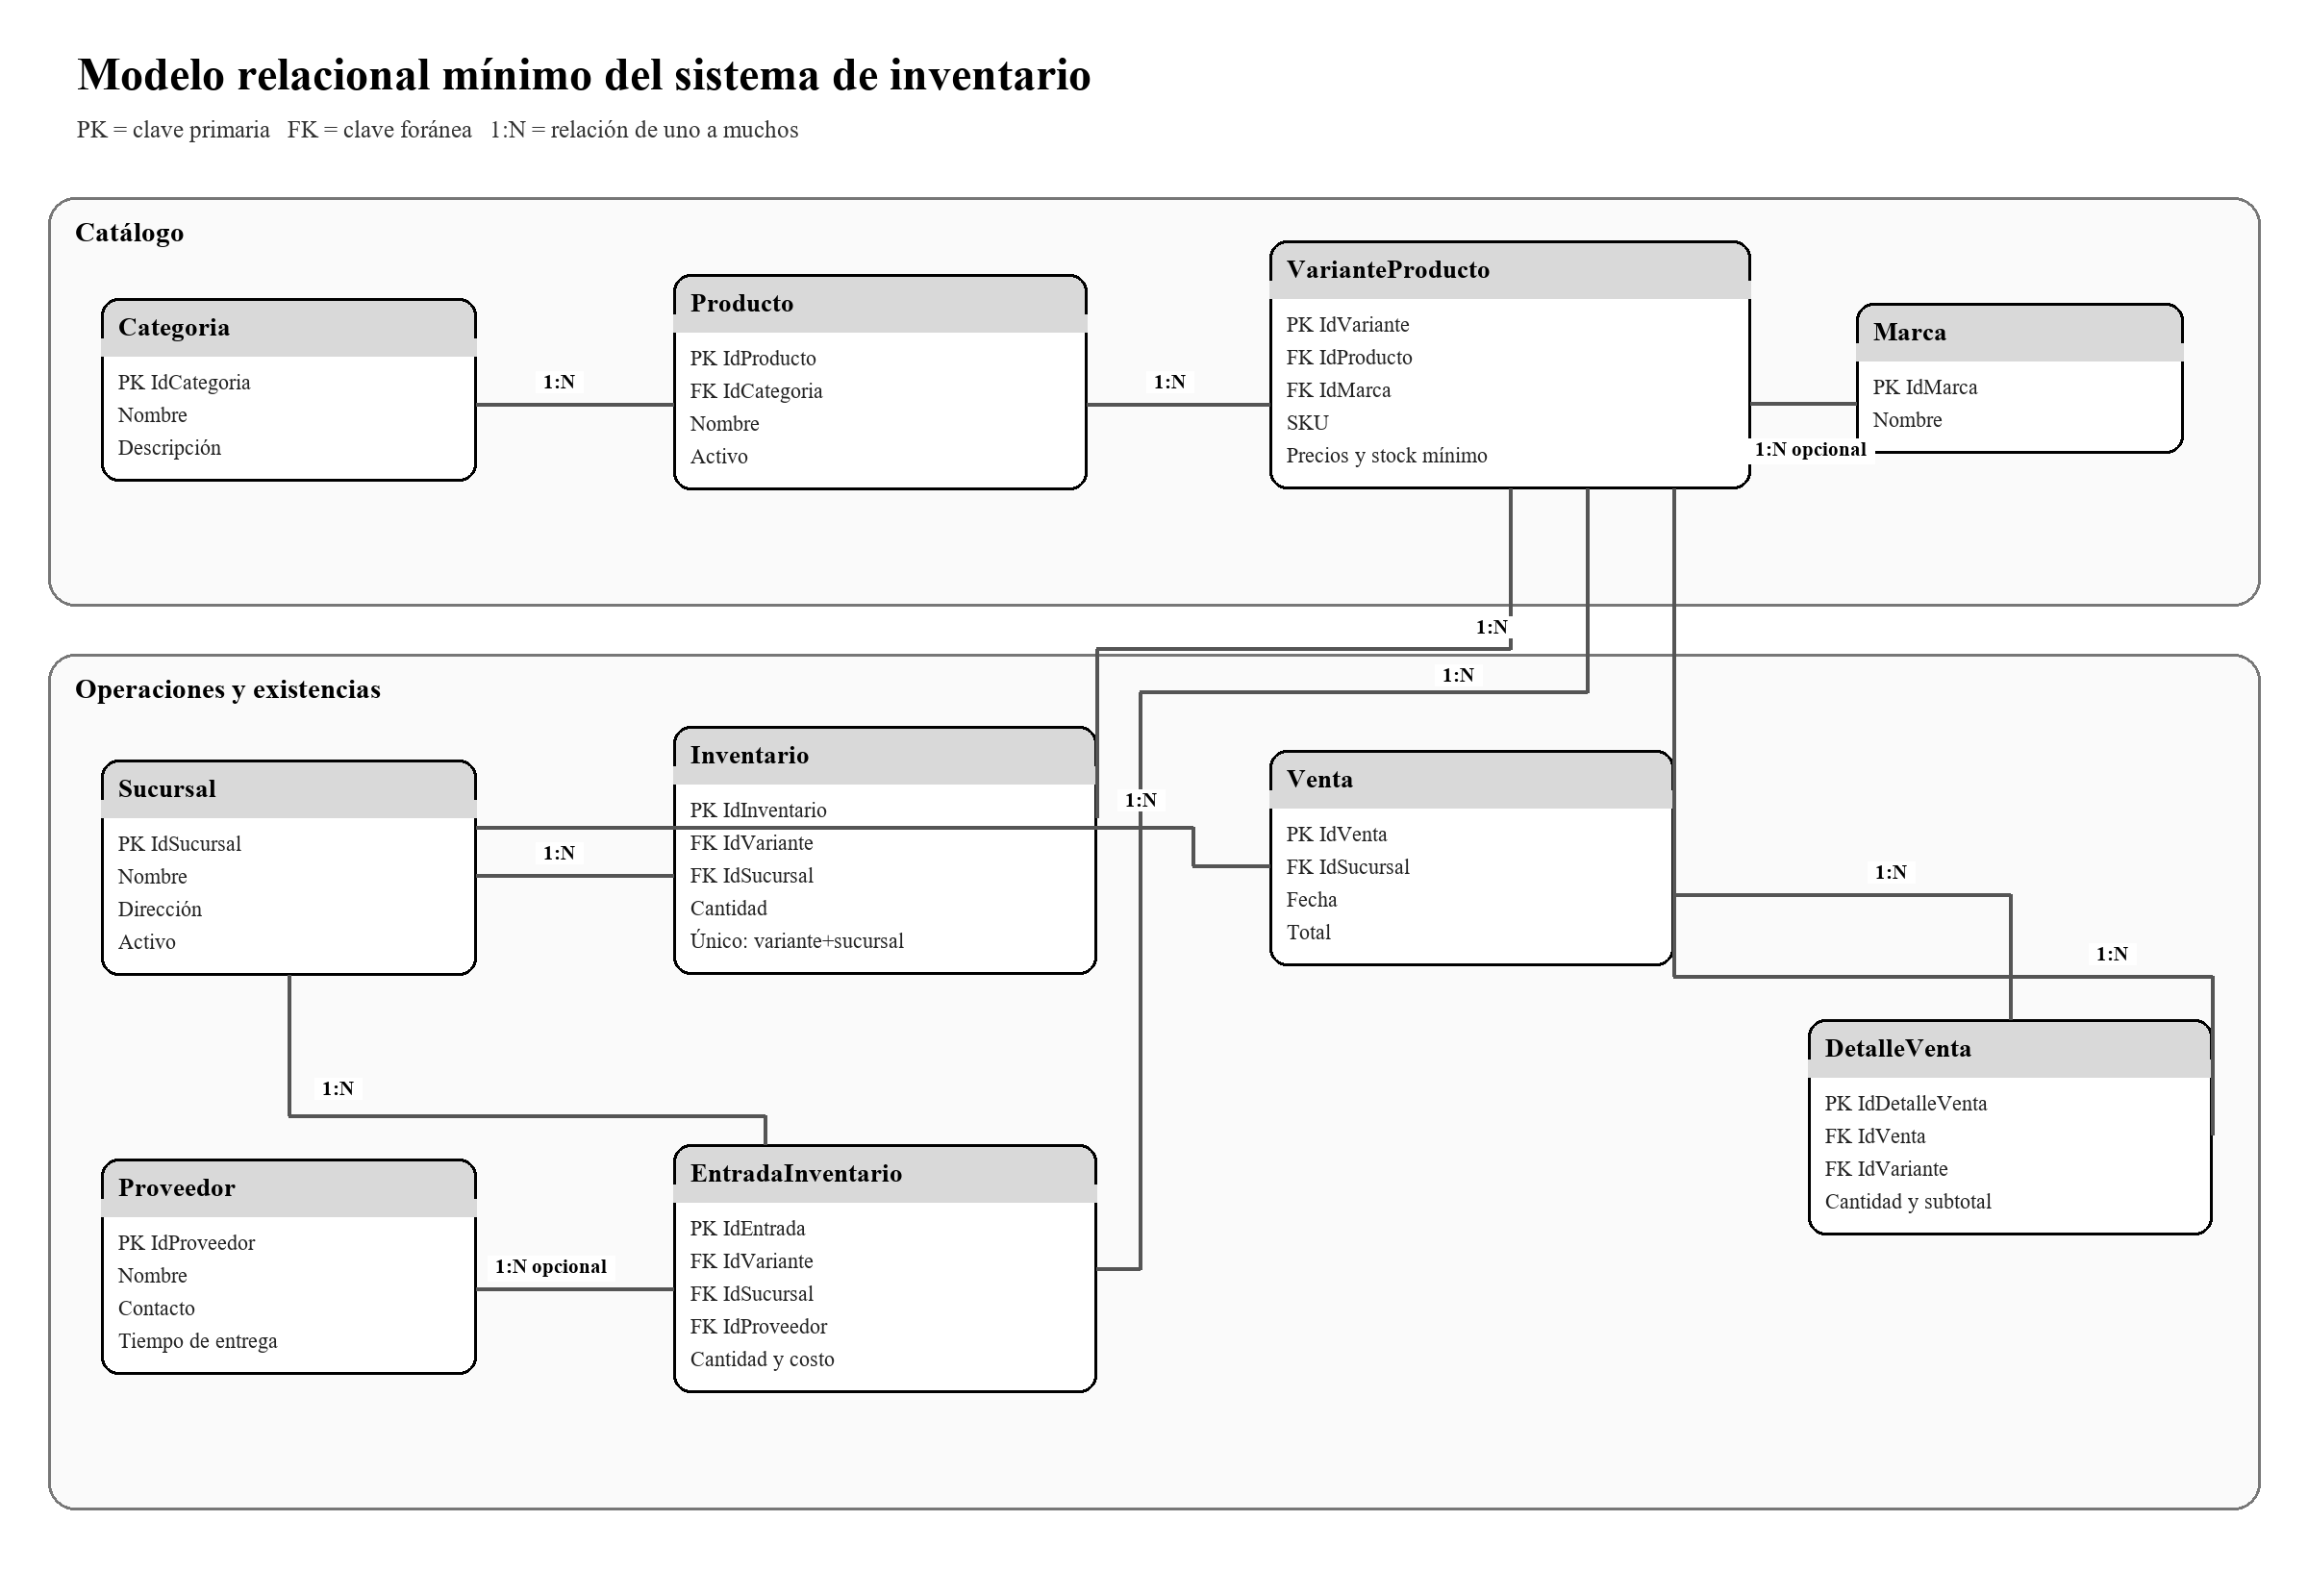 Modelo relacional mínimo del sistema de inventario
PK = clave primaria   FK = clave foránea   1:N = relación de uno a muchos
Catálogo
Categoria
PK IdCategoria
Nombre
Descripción
1:N
Producto
PK IdProducto
FK IdCategoria
Nombre
Activo
1:N
VarianteProducto
PK IdVariante
FK IdProducto
FK IdMarca
SKU
Precios y stock mínimo
1:N opcional
Marca
PK IdMarca
Nombre
1:N
Operaciones y existencias
1:N
Sucursal
PK IdSucursal
Nombre
Dirección
Activo
1:N
Inventario
PK IdInventario
FK IdVariante
FK IdSucursal
Cantidad
Único: variante+sucursal
1:N
Venta
PK IdVenta
FK IdSucursal
Fecha
Total
1:N
1:N
DetalleVenta
PK IdDetalleVenta
FK IdVenta
FK IdVariante
Cantidad y subtotal
1:N
Proveedor
PK IdProveedor
Nombre
Contacto
Tiempo de entrega
1:N opcional
EntradaInventario
PK IdEntrada
FK IdVariante
FK IdSucursal
FK IdProveedor
Cantidad y costo